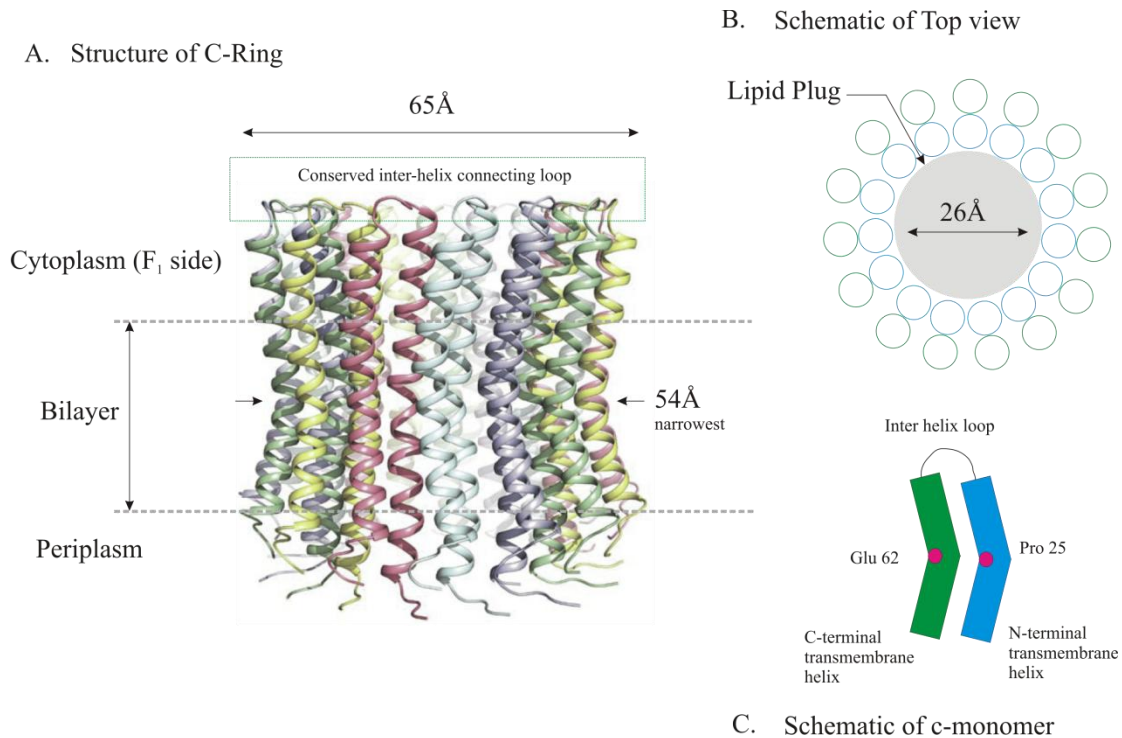 A. Structure of C-Ring
65Å
Conserved inter-helix connecting loop
Cytoplasm (F₁ side)
Bilayer
54Å
narrowest
Periplasm
B. Schematic of Top view
Lipid Plug
26Å
Inter helix loop
Glu 62
Pro 25
C-terminal
transmembrane
helix
N-terminal
transmembrane
helix
C. Schematic of c-monomer